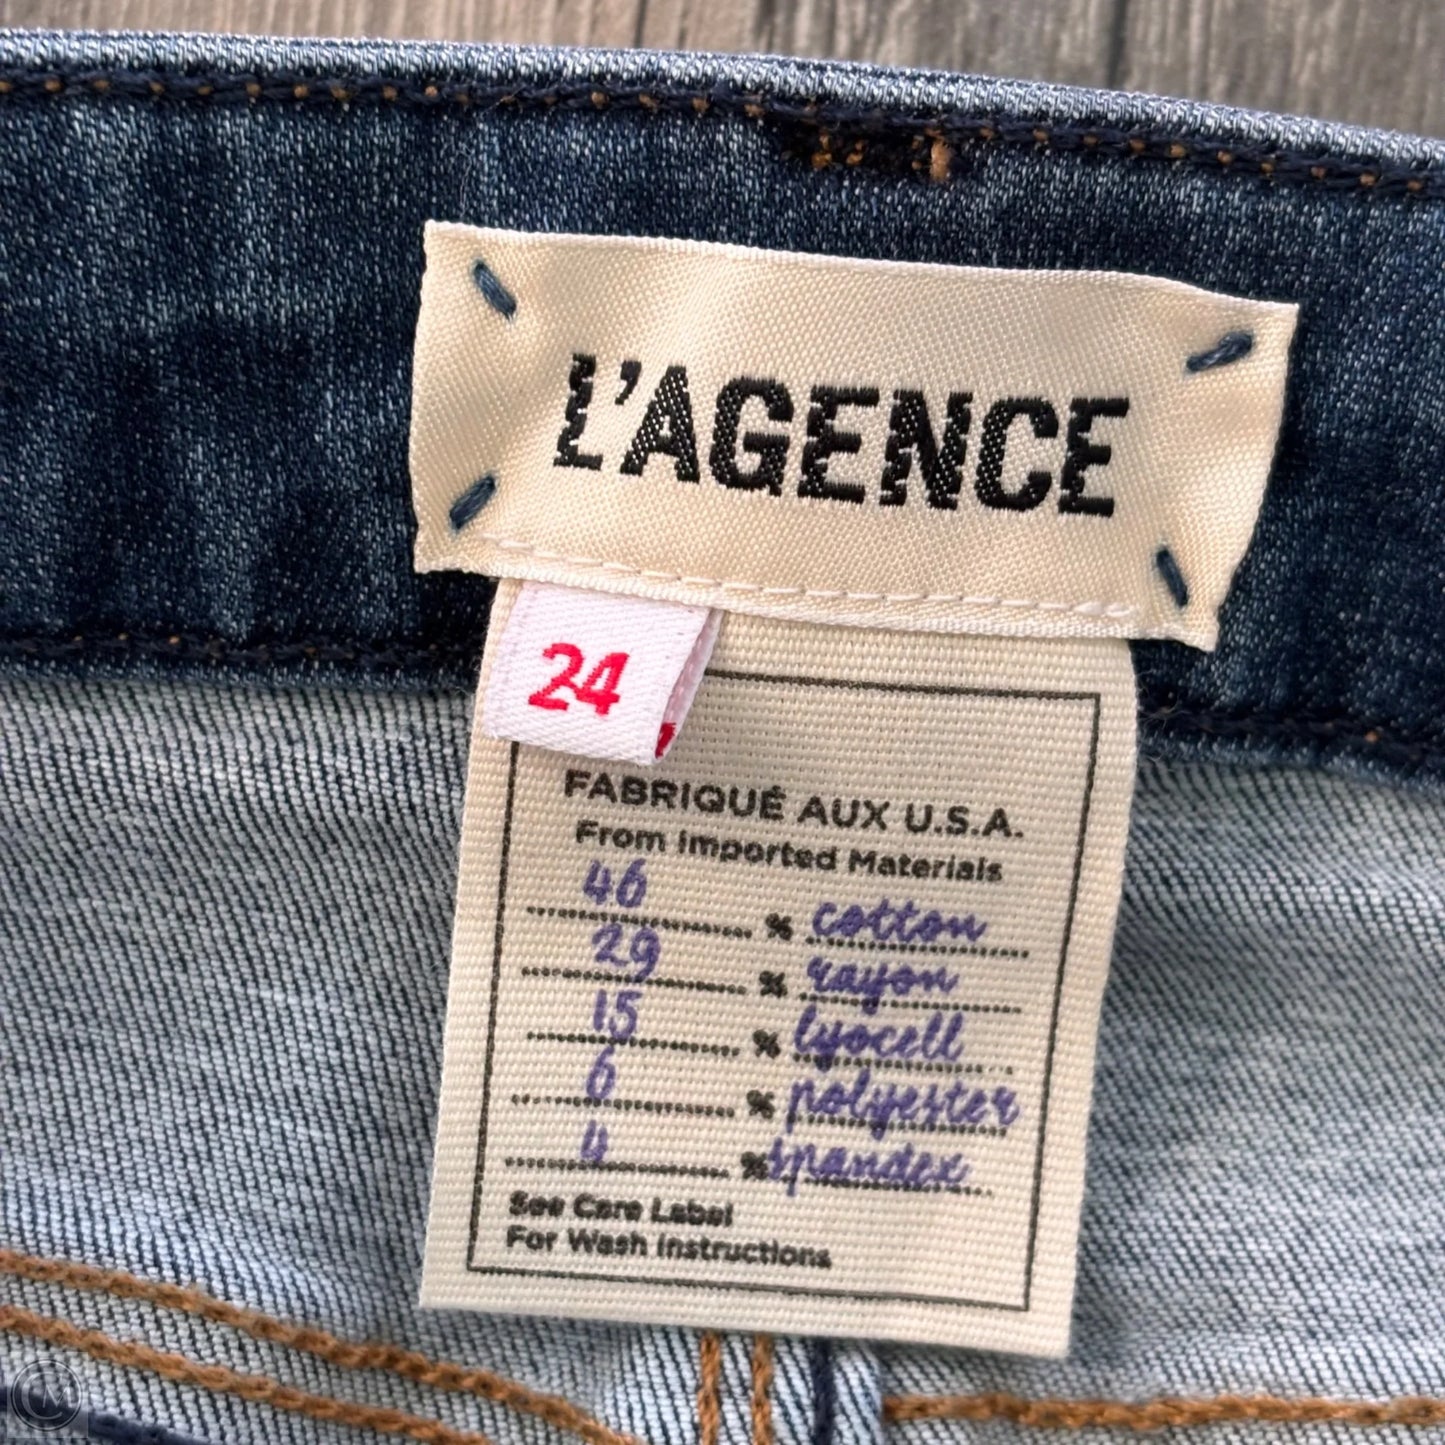 L'AGENCE
24
FABRIQUÉ AUX U.S.A.
From Imported Materials
46 % cotton
29 % rayon
15 % lyocell
6 % polyester
4 % spandex
See Care Label
For Wash Instructions